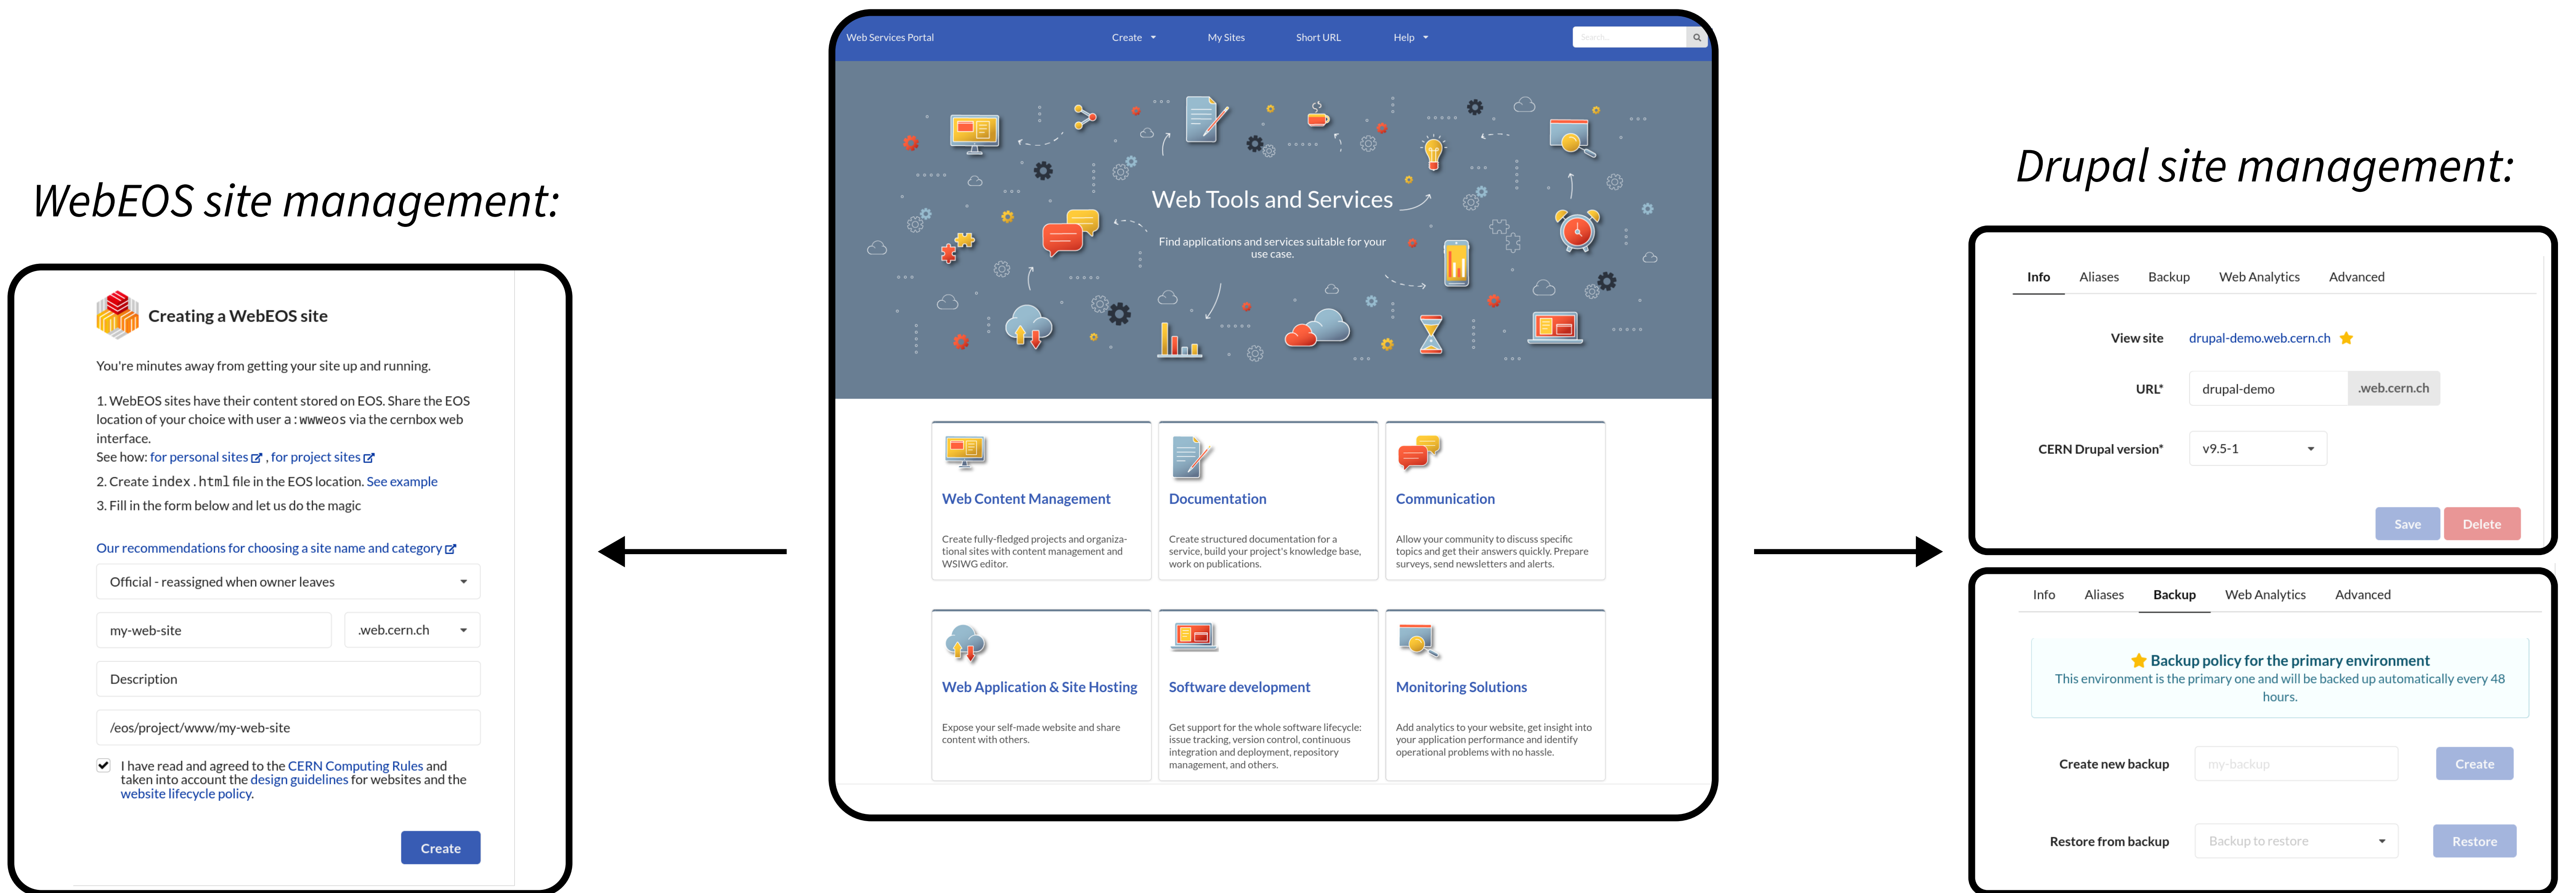 WebEOS site management:
Creating a WebEOS site
You're minutes away from getting your site up and running.
1. WebEOS sites have their content stored on EOS. Share the EOS
location of your choice with user a:wwweos via the cernbox web
interface.
See how: for personal sites , for project sites
2. Create index.html file in the EOS location. See example
3. Fill in the form below and let us do the magic
Our recommendations for choosing a site name and category
Official - reassigned when owner leaves
my-web-site .web.cern.ch
Description
/eos/project/www/my-web-site
I have read and agreed to the CERN Computing Rules and
taken into account the design guidelines for websites and the
website lifecycle policy.
Create
Web Services Portal Create My Sites Short URL Help Search...
Web Tools and Services
Find applications and services suitable for your
use case.
Web Content Management
Create fully-fledged projects and organiza-
tional sites with content management and
WSIWG editor.
Documentation
Create structured documentation for a
service, build your project's knowledge base,
work on publications.
Communication
Allow your community to discuss specific
topics and get their answers quickly. Prepare
surveys, send newsletters and alerts.
Web Application & Site Hosting
Expose your self-made website and share
content with others.
Software development
Get support for the whole software lifecycle:
issue tracking, version control, continuous
integration and deployment, repository
management, and others.
Monitoring Solutions
Add analytics to your website, get insight into
your application performance and identify
operational problems with no hassle.
Drupal site management:
Info Aliases Backup Web Analytics Advanced
View site drupal-demo.web.cern.ch
URL* drupal-demo .web.cern.ch
CERN Drupal version* v9.5-1
Save Delete
Info Aliases Backup Web Analytics Advanced
Backup policy for the primary environment
This environment is the primary one and will be backed up automatically every 48
hours.
Create new backup my-backup Create
Restore from backup Backup to restore Restore